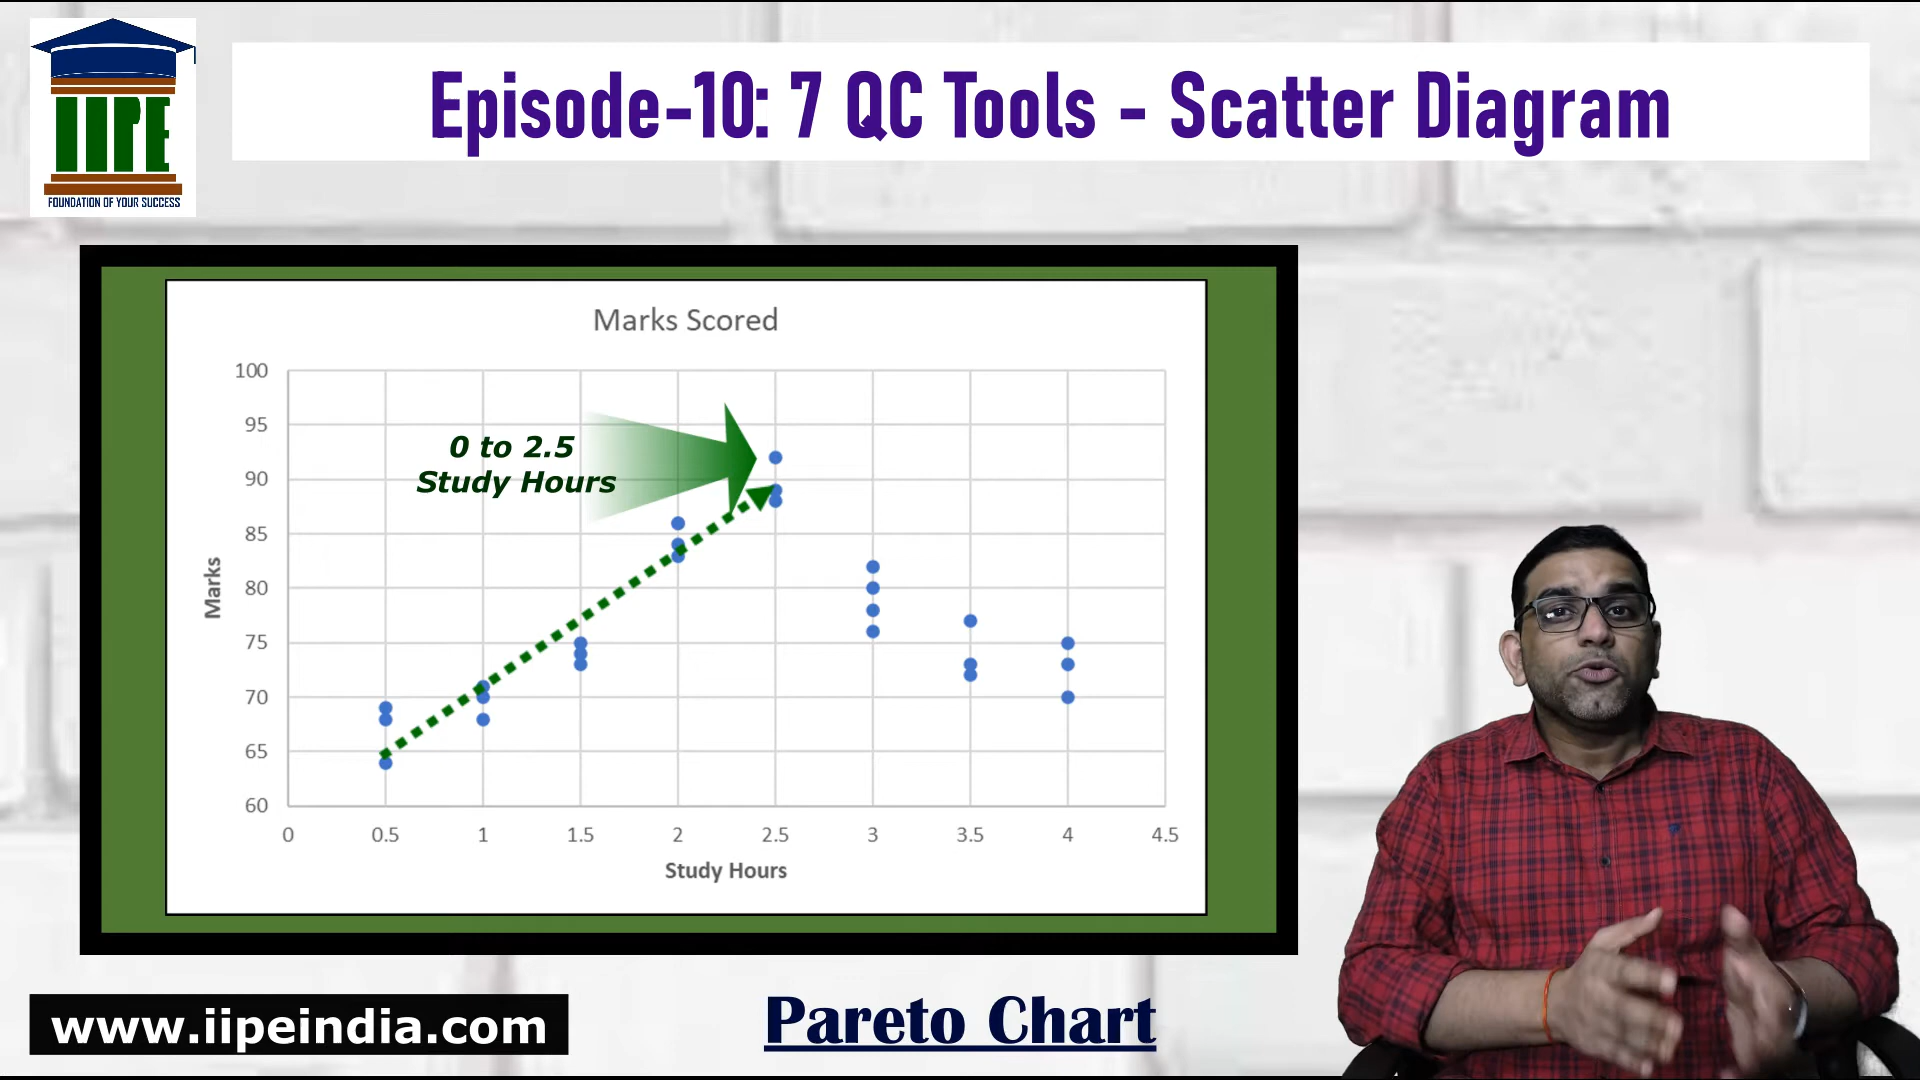 IIPE
FOUNDATION OF YOUR SUCCESS
Episode-10: 7 QC Tools - Scatter Diagram
Marks Scored
100
95
90
85
80
75
70
65
60
Marks
0 to 2.5
Study Hours
0 0.5 1 1.5 2 2.5 3 3.5 4 4.5
Study Hours
www.iipeindia.com
Pareto Chart